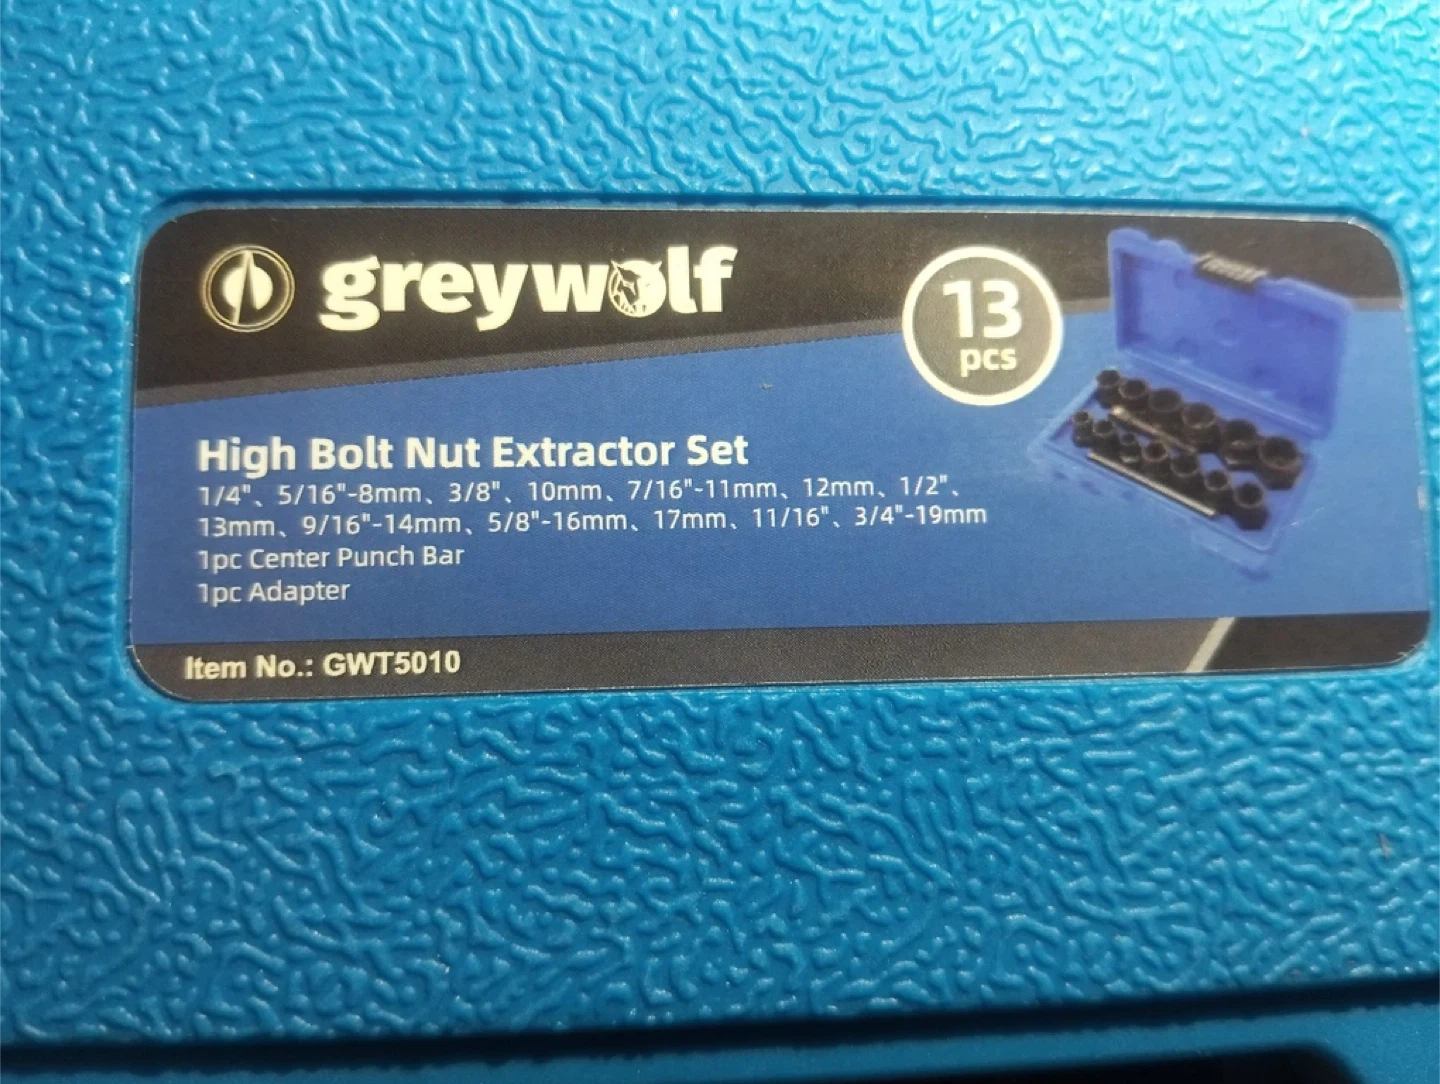 greywolf
13
pcs
High Bolt Nut Extractor Set
1/4"、5/16"-8mm、3/8"、10mm、7/16"-11mm、12mm、1/2"、
13mm、9/16"-14mm、5/8"-16mm、17mm、11/16"、3/4"-19mm
1pc Center Punch Bar
1pc Adapter
Item No.: GWT5010